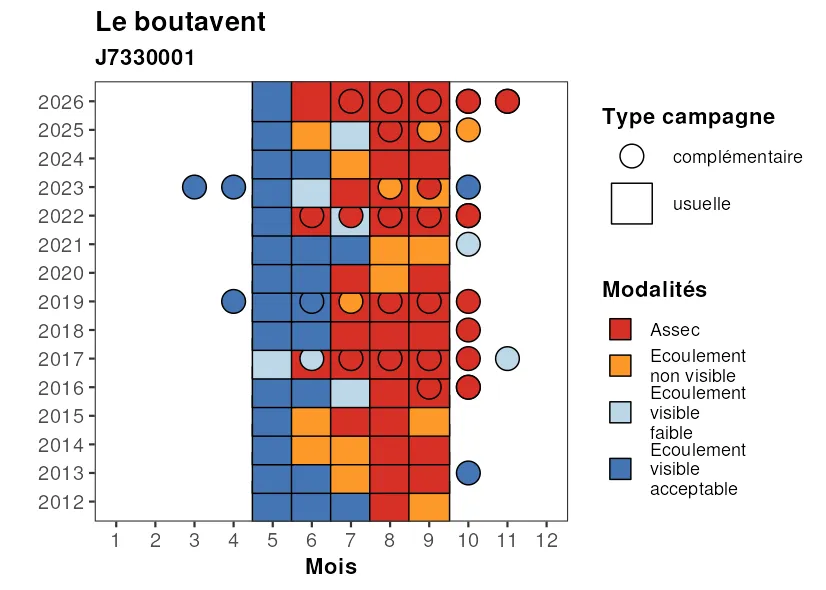 Le boutavent
J7330001
2026
2025
2024
2023
2022
2021
2020
2019
2018
2017
2016
2015
2014
2013
2012
1 2 3 4 5 6 7 8 9 10 11 12
Mois
Type campagne
complémentaire
usuelle
Modalités
Assec
Ecoulement
non visible
Ecoulement
visible
faible
Ecoulement
visible
acceptable